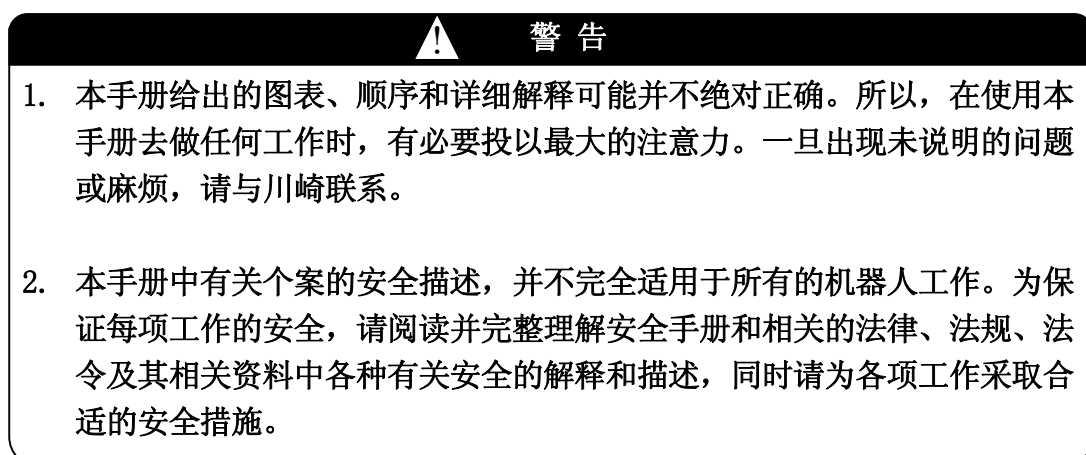 警 告
1. 本手册给出的图表、顺序和详细解释可能并不绝对正确。所以，在使用本
手册去做任何工作时，有必要投以最大的注意力。一旦出现未说明的问题
或麻烦，请与川崎联系。
2. 本手册中有关个案的安全描述，并不完全适用于所有的机器人工作。为保
证每项工作的安全，请阅读并完整理解安全手册和相关的法律、法规、法
令及其相关资料中各种有关安全的解释和描述，同时请为各项工作采取合
适的安全措施。